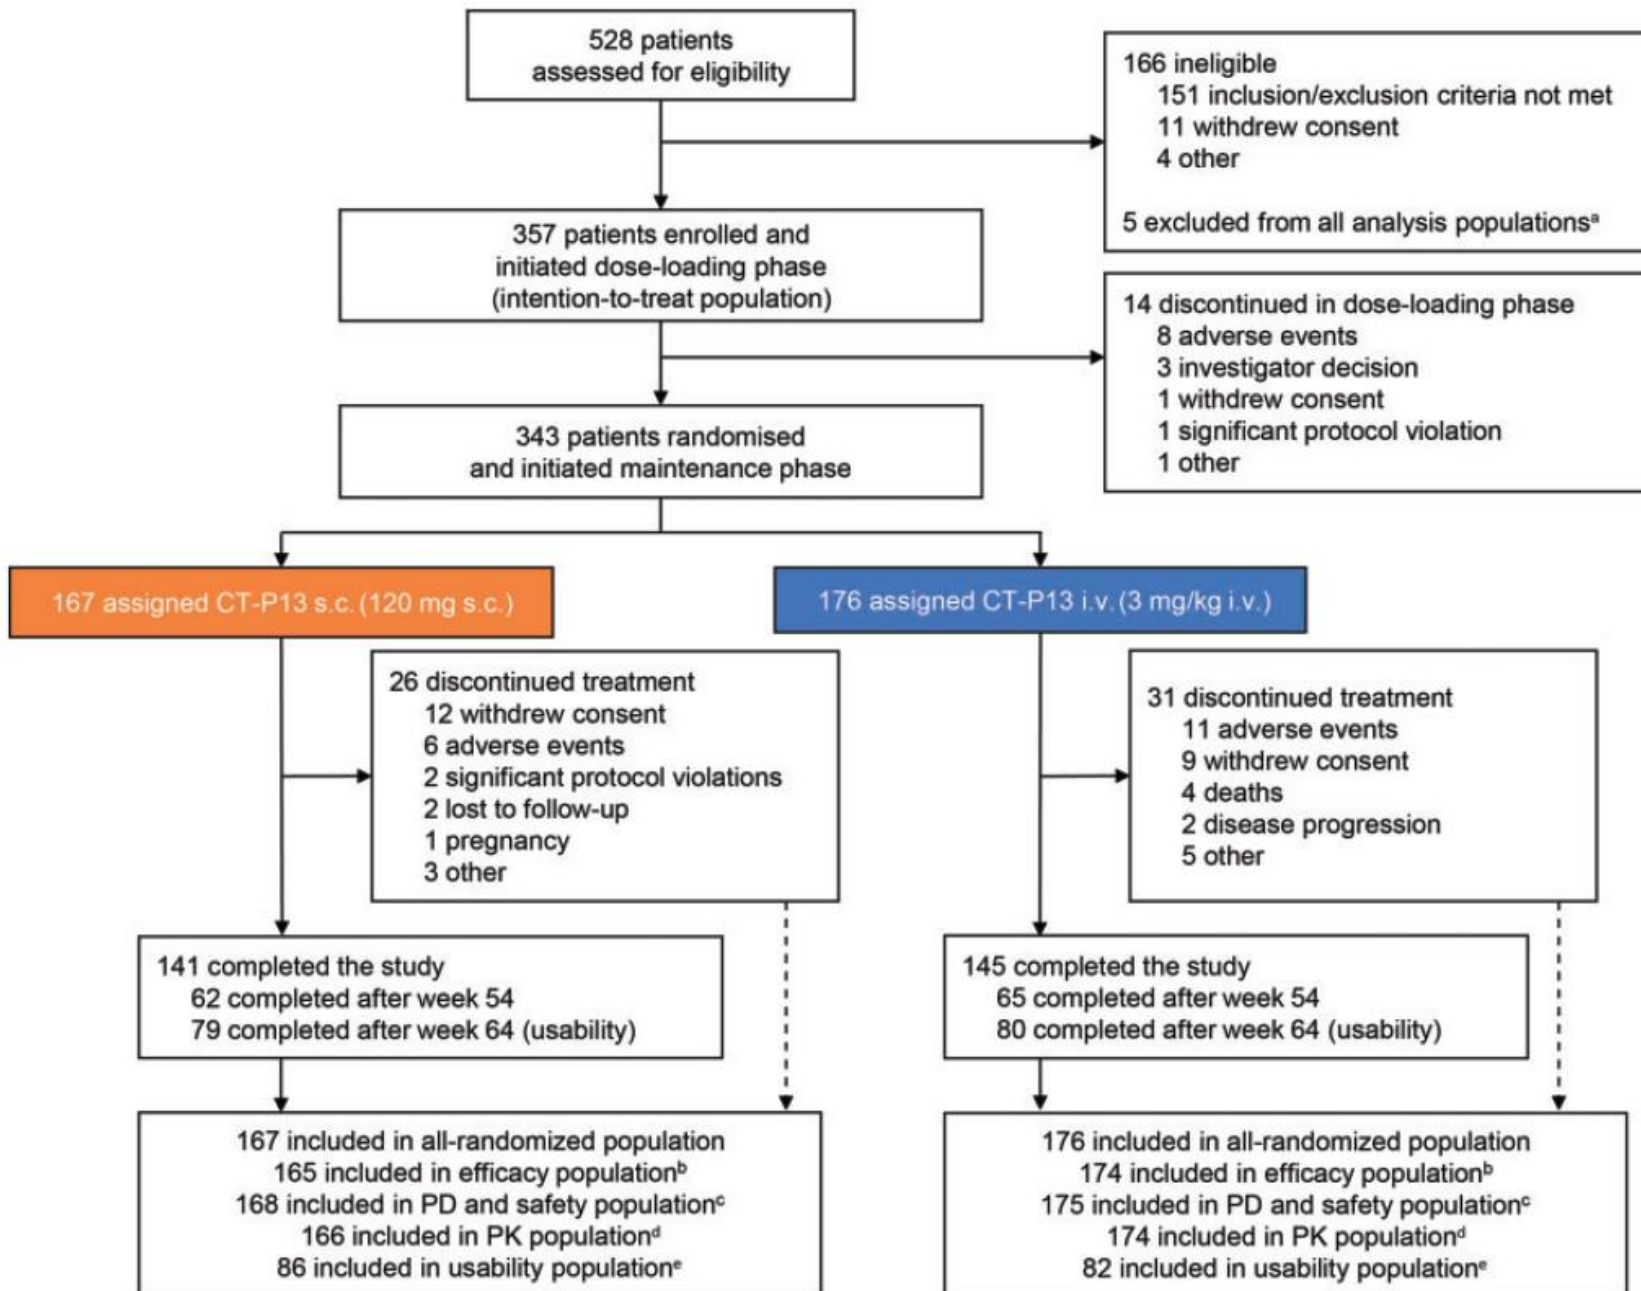 528 patients
assessed for eligibility
166 ineligible
151 inclusion/exclusion criteria not met
11 withdrew consent
4 other
5 excluded from all analysis populationsᵃ
357 patients enrolled and
initiated dose-loading phase
(intention-to-treat population)
14 discontinued in dose-loading phase
8 adverse events
3 investigator decision
1 withdrew consent
1 significant protocol violation
1 other
343 patients randomised
and initiated maintenance phase
167 assigned CT-P13 s.c. (120 mg s.c.)
176 assigned CT-P13 i.v. (3 mg/kg i.v.)
26 discontinued treatment
12 withdrew consent
6 adverse events
2 significant protocol violations
2 lost to follow-up
1 pregnancy
3 other
31 discontinued treatment
11 adverse events
9 withdrew consent
4 deaths
2 disease progression
5 other
141 completed the study
62 completed after week 54
79 completed after week 64 (usability)
145 completed the study
65 completed after week 54
80 completed after week 64 (usability)
167 included in all-randomized population
165 included in efficacy populationᵇ
168 included in PD and safety populationᶜ
166 included in PK populationᵈ
86 included in usability populationᵉ
176 included in all-randomized population
174 included in efficacy populationᵇ
175 included in PD and safety populationᶜ
174 included in PK populationᵈ
82 included in usability populationᵉ